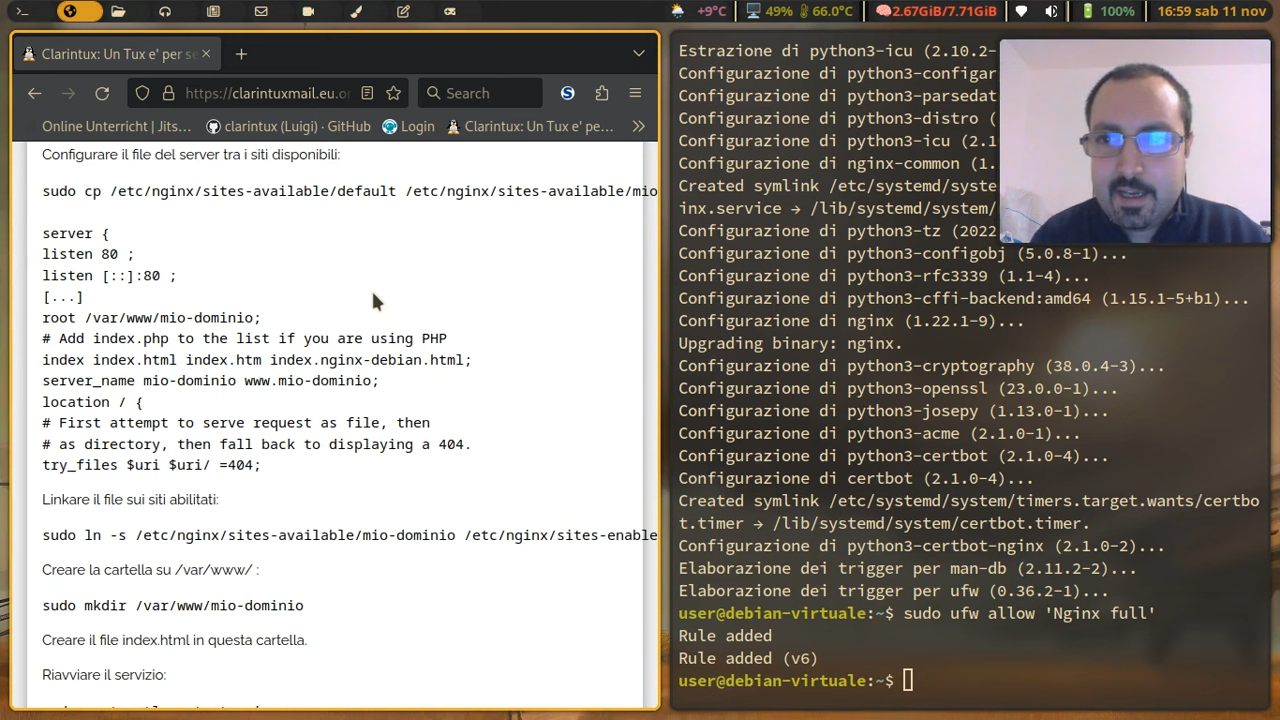 +9°C 49% 66.0°C 2.67GiB/7.71GiB 100% 16:59 sab 11 nov
Clarintux: Un Tux e' per se
https://clarintuxmail.eu.or
Search
Online Unterricht | Jits… clarintux (Luigi) · GitHub Login Clarintux: Un Tux e' pe…
Configurare il file del server tra i siti disponibili:
sudo cp /etc/nginx/sites-available/default /etc/nginx/sites-available/mio
server {
listen 80 ;
listen [::]:80 ;
[...]
root /var/www/mio-dominio;
# Add index.php to the list if you are using PHP
index index.html index.htm index.nginx-debian.html;
server_name mio-dominio www.mio-dominio;
location / {
# First attempt to serve request as file, then
# as directory, then fall back to displaying a 404.
try_files $uri $uri/ =404;
Linkare il file sui siti abilitati:
sudo ln -s /etc/nginx/sites-available/mio-dominio /etc/nginx/sites-enable
Creare la cartella su /var/www/ :
sudo mkdir /var/www/mio-dominio
Creare il file index.html in questa cartella.
Riavviare il servizio:
Estrazione di python3-icu (2.10.2-
Configurazione di python3-configar
Configurazione di python3-parsedat
Configurazione di python3-distro (
Configurazione di python3-icu (2.1
Configurazione di nginx-common (1.
Created symlink /etc/systemd/syste
inx.service → /lib/systemd/system/
Configurazione di python3-tz (2022
Configurazione di python3-configobj (5.0.8-1)...
Configurazione di python3-rfc3339 (1.1-4)...
Configurazione di python3-cffi-backend:amd64 (1.15.1-5+b1)...
Configurazione di nginx (1.22.1-9)...
Upgrading binary: nginx.
Configurazione di python3-cryptography (38.0.4-3)...
Configurazione di python3-openssl (23.0.0-1)...
Configurazione di python3-josepy (1.13.0-1)...
Configurazione di python3-acme (2.1.0-1)...
Configurazione di python3-certbot (2.1.0-4)...
Configurazione di certbot (2.1.0-4)...
Created symlink /etc/systemd/system/timers.target.wants/certbo
t.timer → /lib/systemd/system/certbot.timer.
Configurazione di python3-certbot-nginx (2.1.0-2)...
Elaborazione dei trigger per man-db (2.11.2-2)...
Elaborazione dei trigger per ufw (0.36.2-1)...
user@debian-virtuale:~$ sudo ufw allow 'Nginx full'
Rule added
Rule added (v6)
user@debian-virtuale:~$